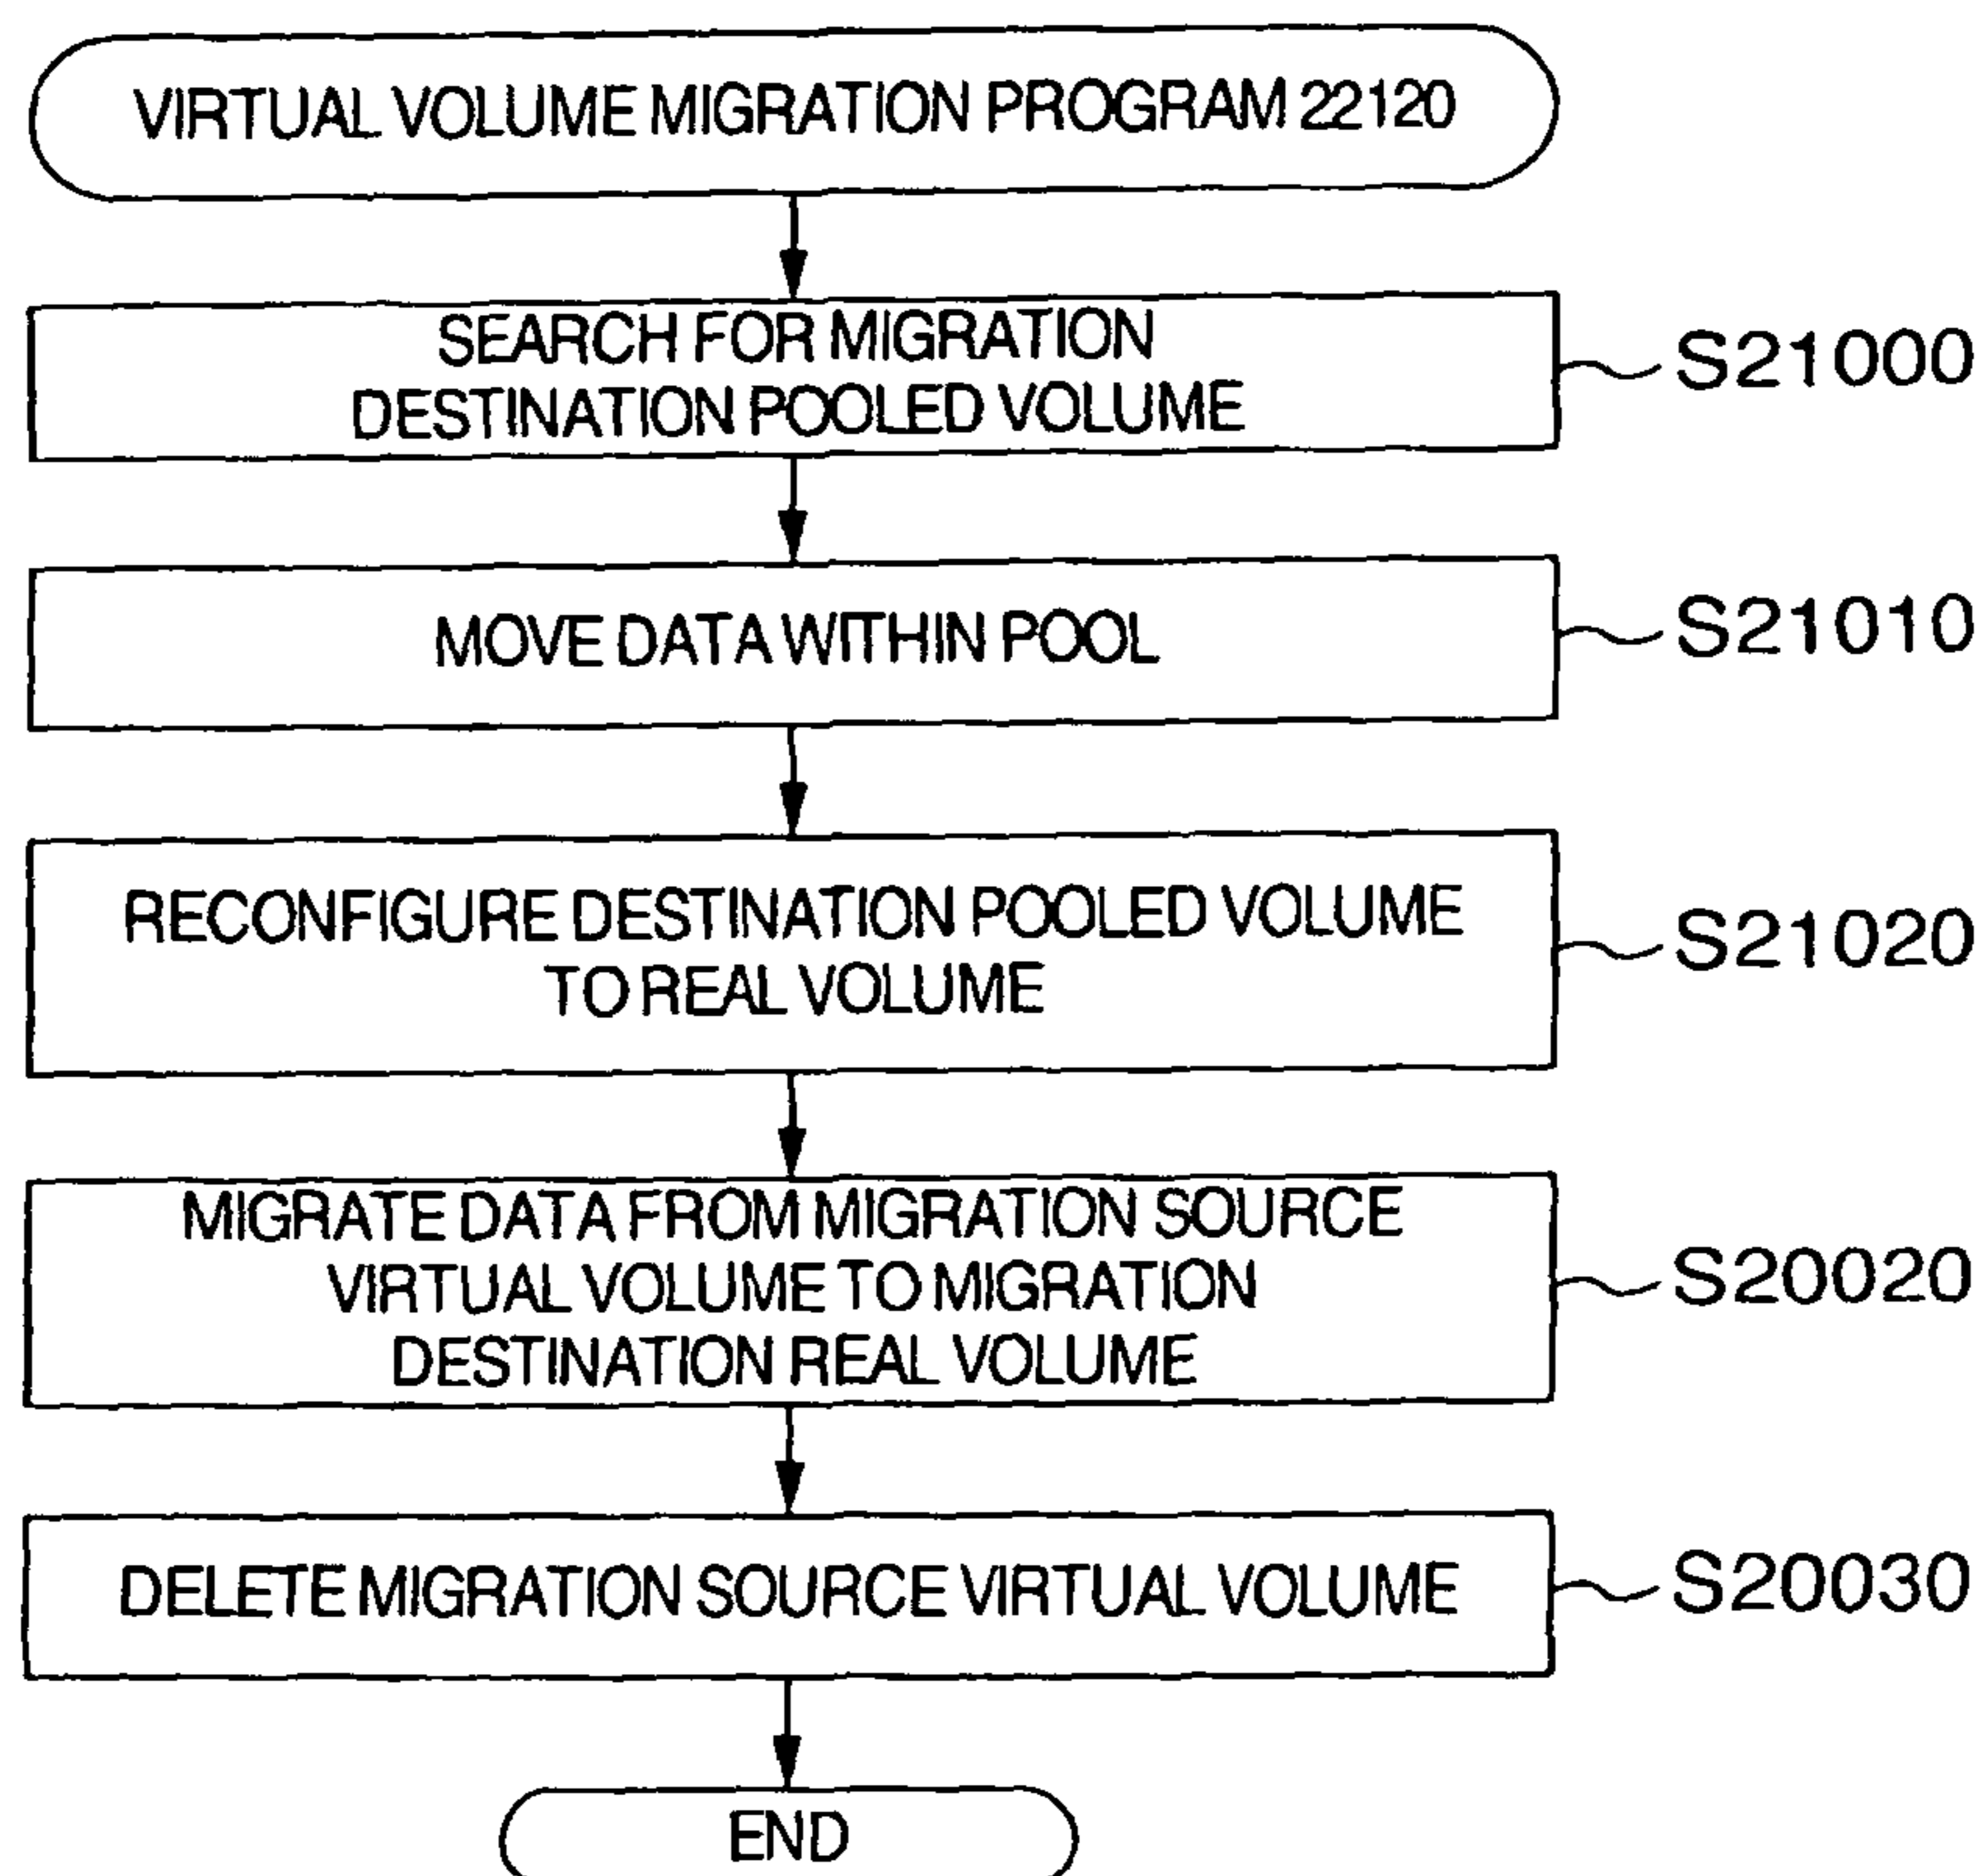 VIRTUAL VOLUME MIGRATION PROGRAM 22120
SEARCH FOR MIGRATION
DESTINATION POOLED VOLUME
S21000
MOVE DATA WITHIN POOL
S21010
RECONFIGURE DESTINATION POOLED VOLUME
TO REAL VOLUME
S21020
MIGRATE DATA FROM MIGRATION SOURCE
VIRTUAL VOLUME TO MIGRATION
DESTINATION REAL VOLUME
S20020
DELETE MIGRATION SOURCE VIRTUAL VOLUME
S20030
END